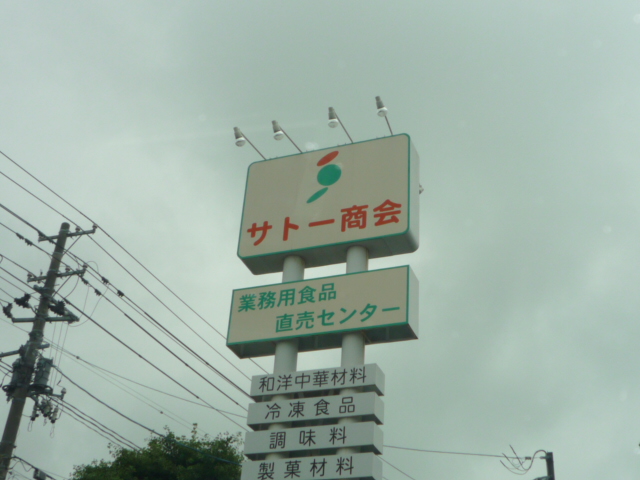 サトー商会
業務用食品
直売センター
和洋中華材料
冷凍食品
調味料
製菓材料